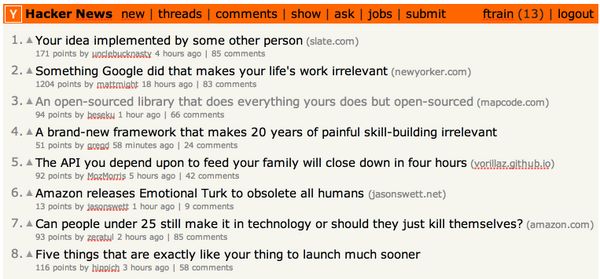 Y Hacker News new | threads | comments | show | ask | jobs | submit ftrain (13) | logout
1. Your idea implemented by some other person (slate.com)
171 points by unclebucknasty 4 hours ago | 85 comments
2. Something Google did that makes your life's work irrelevant (newyorker.com)
1204 points by mattmight 18 hours ago | 83 comments
3. An open-sourced library that does everything yours does but open-sourced (mapcode.com)
94 points by beseku 1 hour ago | 66 comments
4. A brand-new framework that makes 20 years of painful skill-building irrelevant
51 points by gregd 58 minutes ago | 24 comments
5. The API you depend upon to feed your family will close down in four hours (vorillaz.github.io)
92 points by MozMorris 5 hours ago | 42 comments
6. Amazon releases Emotional Turk to obsolete all humans (jasonswett.net)
13 points by jasonswett 1 hour ago | 9 comments
7. Can people under 25 still make it in technology or should they just kill themselves? (amazon.com)
93 points by zeratul 2 hours ago | 85 comments
8. Five things that are exactly like your thing to launch much sooner
116 points by hippich 3 hours ago | 58 comments